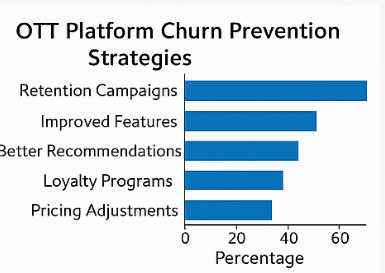 OTT Platform Churn Prevention
Strategies
Retention Campaigns
Improved Features
Better Recommendations
Loyalty Programs
Pricing Adjustments
0 20 40 60
Percentage